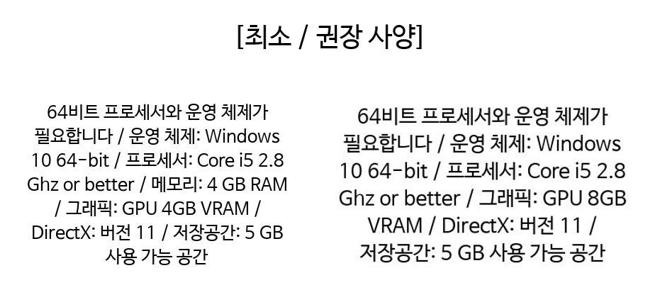 [최소 / 권장 사양]
64비트 프로세서와 운영 체제가
필요합니다 / 운영 체제: Windows
10 64-bit / 프로세서: Core i5 2.8
Ghz or better / 메모리: 4 GB RAM
/ 그래픽: GPU 4GB VRAM /
DirectX: 버전 11 / 저장공간: 5 GB
사용 가능 공간
64비트 프로세서와 운영 체제가
필요합니다 / 운영 체제: Windows
10 64-bit / 프로세서: Core i5 2.8
Ghz or better / 그래픽: GPU 8GB
VRAM / DirectX: 버전 11 /
저장공간: 5 GB 사용 가능 공간